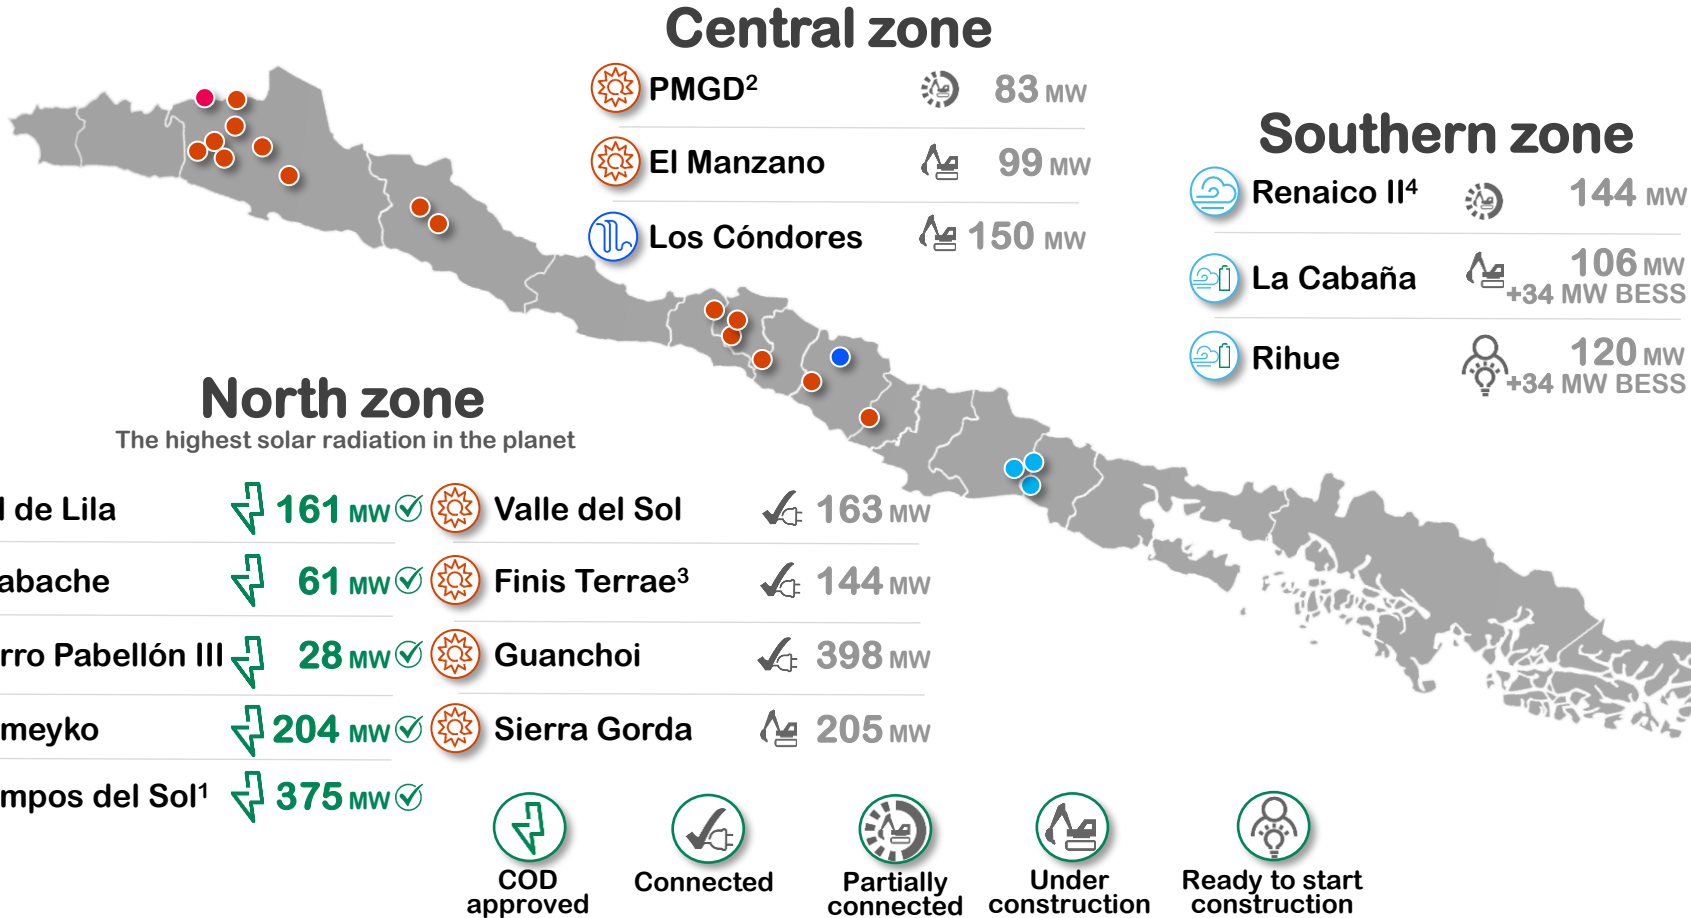 Central zone
PMGD² 83 MW
El Manzano 99 MW
Los Cóndores 150 MW
Southern zone
Renaico II⁴ 144 MW
La Cabaña 106 MW
+34 MW BESS
Rihue 120 MW
+34 MW BESS
North zone
The highest solar radiation in the planet
l de Lila 161 MW
abache 61 MW
rro Pabellón III 28 MW
meyko 204 MW
mpos del Sol¹ 375 MW
Valle del Sol 163 MW
Finis Terrae³ 144 MW
Guanchoi 398 MW
Sierra Gorda 205 MW
COD
approved
Connected
Partially
connected
Under
construction
Ready to start
construction